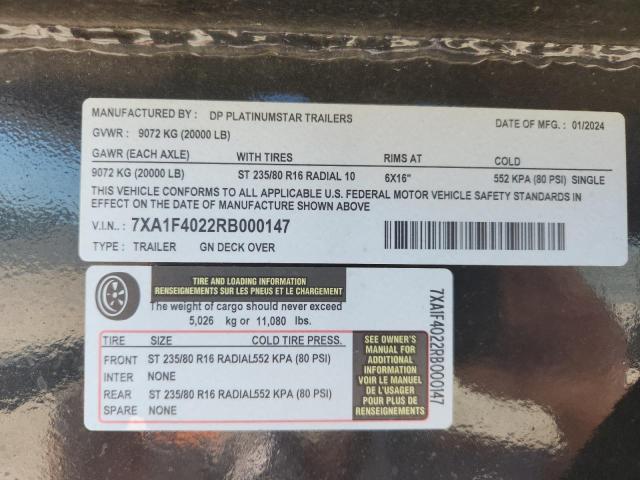 MANUFACTURED BY : DP PLATINUMSTAR TRAILERS DATE OF MFG. : 01/2024
GVWR : 9072 KG (20000 LB)
GAWR (EACH AXLE) WITH TIRES RIMS AT COLD
9072 KG (20000 LB) ST 235/80 R16 RADIAL 10 6X16" 552 KPA (80 PSI) SINGLE
THIS VEHICLE CONFORMS TO ALL APPLICABLE U.S. FEDERAL MOTOR VEHICLE SAFETY STANDARDS IN
EFFECT ON THE DATE OF MANUFACTURE SHOWN ABOVE
V.I.N.. : 7XA1F4022RB000147
TYPE : TRAILER GN DECK OVER
TIRE AND LOADING INFORMATION
RENSEIGNEMENTS SUR LES PNEUS ET LE CHARGEMENT
The weight of cargo should never exceed
5,026 kg or 11,080 lbs.
TIRE SIZE COLD TIRE PRESS.
FRONT ST 235/80 R16 RADIAL552 KPA (80 PSI)
INTER NONE
REAR ST 235/80 R16 RADIAL552 KPA (80 PSI)
SPARE NONE
SEE OWNER'S
MANUAL FOR
ADDITIONAL
INFORMATION
VOIR LE MANUEL
DE L'USAGER
POUR PLUS DE
RENSEIGNEMENTS
7XA1F4022RB000147